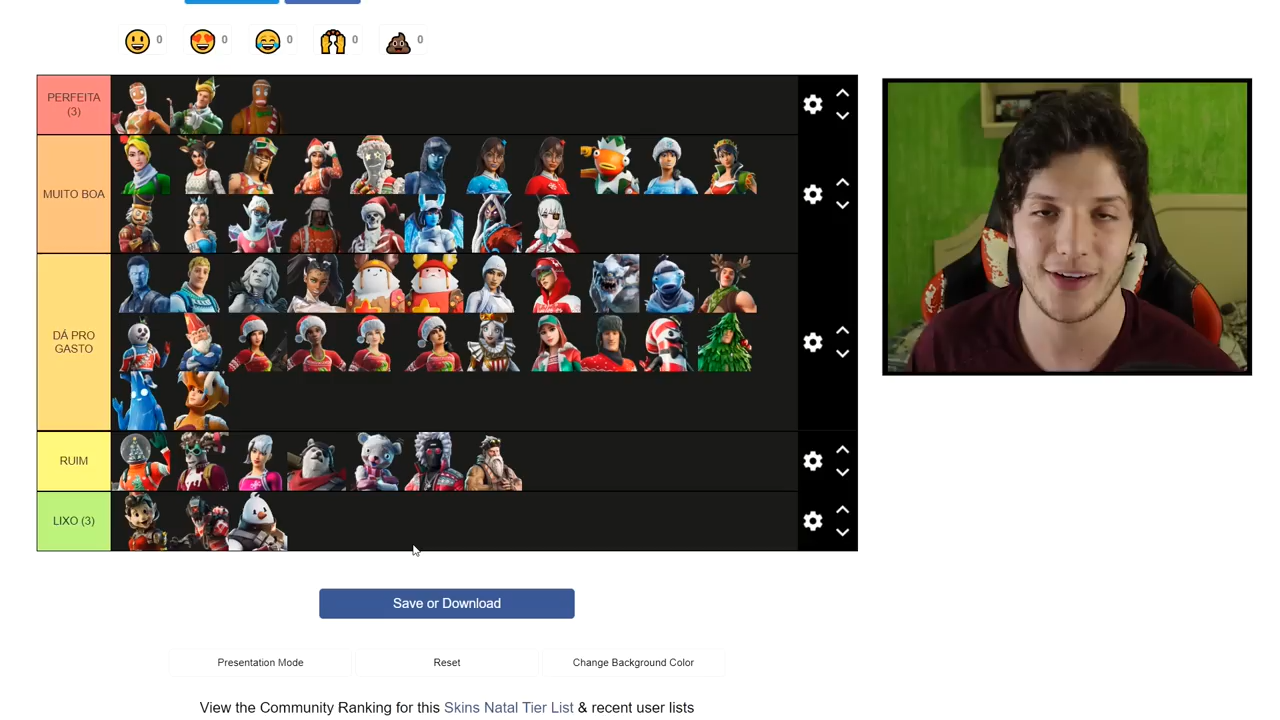 0 0 0 0 0
PERFEITA
(3)
MUITO BOA
DÁ PRO
GASTO
RUIM
LIXO (3)
Save or Download
Presentation Mode
Reset
Change Background Color
View the Community Ranking for this Skins Natal Tier List & recent user lists